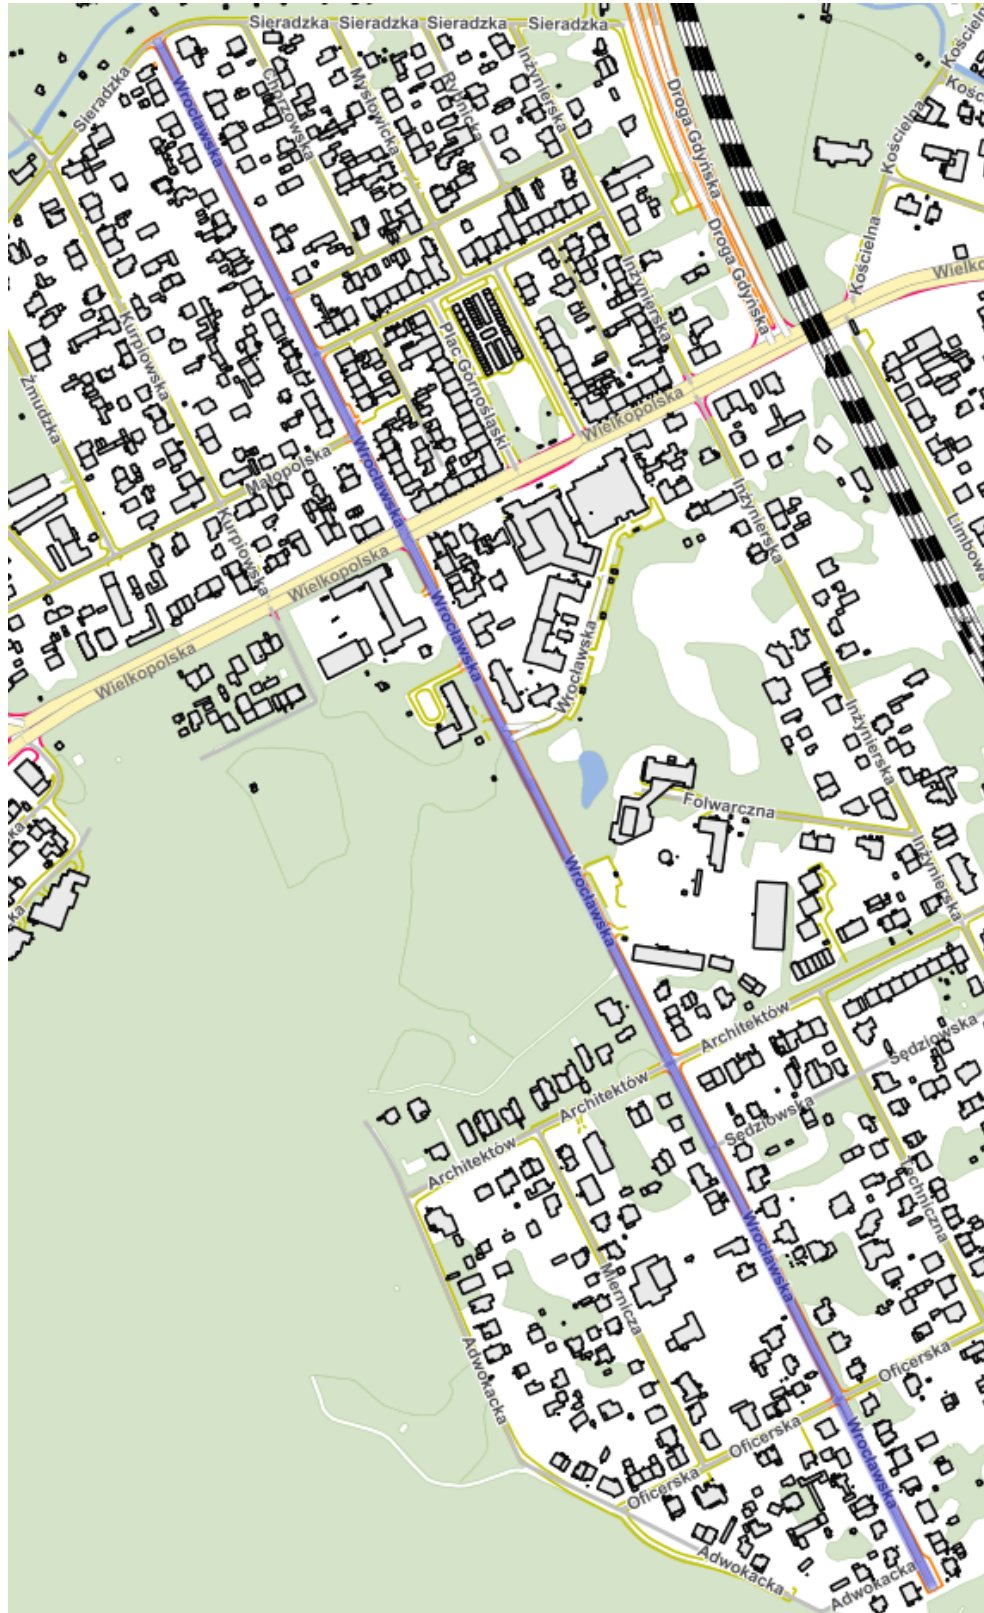 Sieradzka
Sieradzka
Sieradzka
Sieradzka
Kościelna
Sieradzka
Wrocławska
Chorzowska
Mysłowicka
Rybnicka
Inżynierska
Droga Gdyńska
Kościelna
Droga Gdyńska
Kościelna
Inżynierska
Kurpiowska
Żmudzka
Plac Górnośląski
Wielkopolska
Małopolska
Wrocławska
Kurpiowska
Wielkopolska
Inżynierska
Limbowa
Wrocławska
Wrocławska
Wielkopolska
Inżynierska
Folwarczna
Inżynierska
Wrocławska
Architektów
Sędziowska
Architektów
Sędziowska
Architektów
Techniczna
Wrocławska
Miernicza
Adwokacka
Oficerska
Wrocławska
Oficerska
Oficerska
Adwokacka
Adwokacka